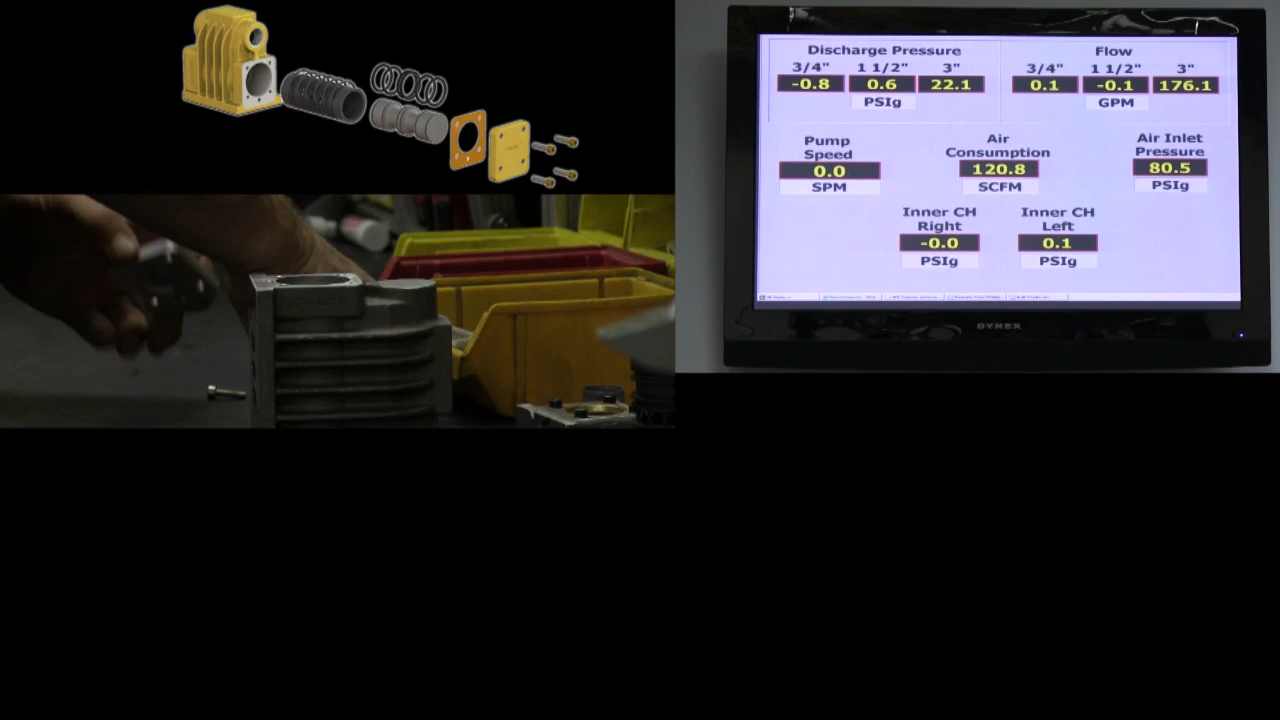 Discharge Pressure
3/4" 1 1/2" 3"
-0.8 0.6 22.1
PSIg
Flow
3/4" 1 1/2" 3"
0.1 -0.1 176.1
GPM
Pump
Speed
0.0
SPM
Air
Consumption
120.8
SCFM
Air Inlet
Pressure
80.5
PSIg
Inner CH
Right
-0.0
PSIg
Inner CH
Left
0.1
PSIg
DYNEX